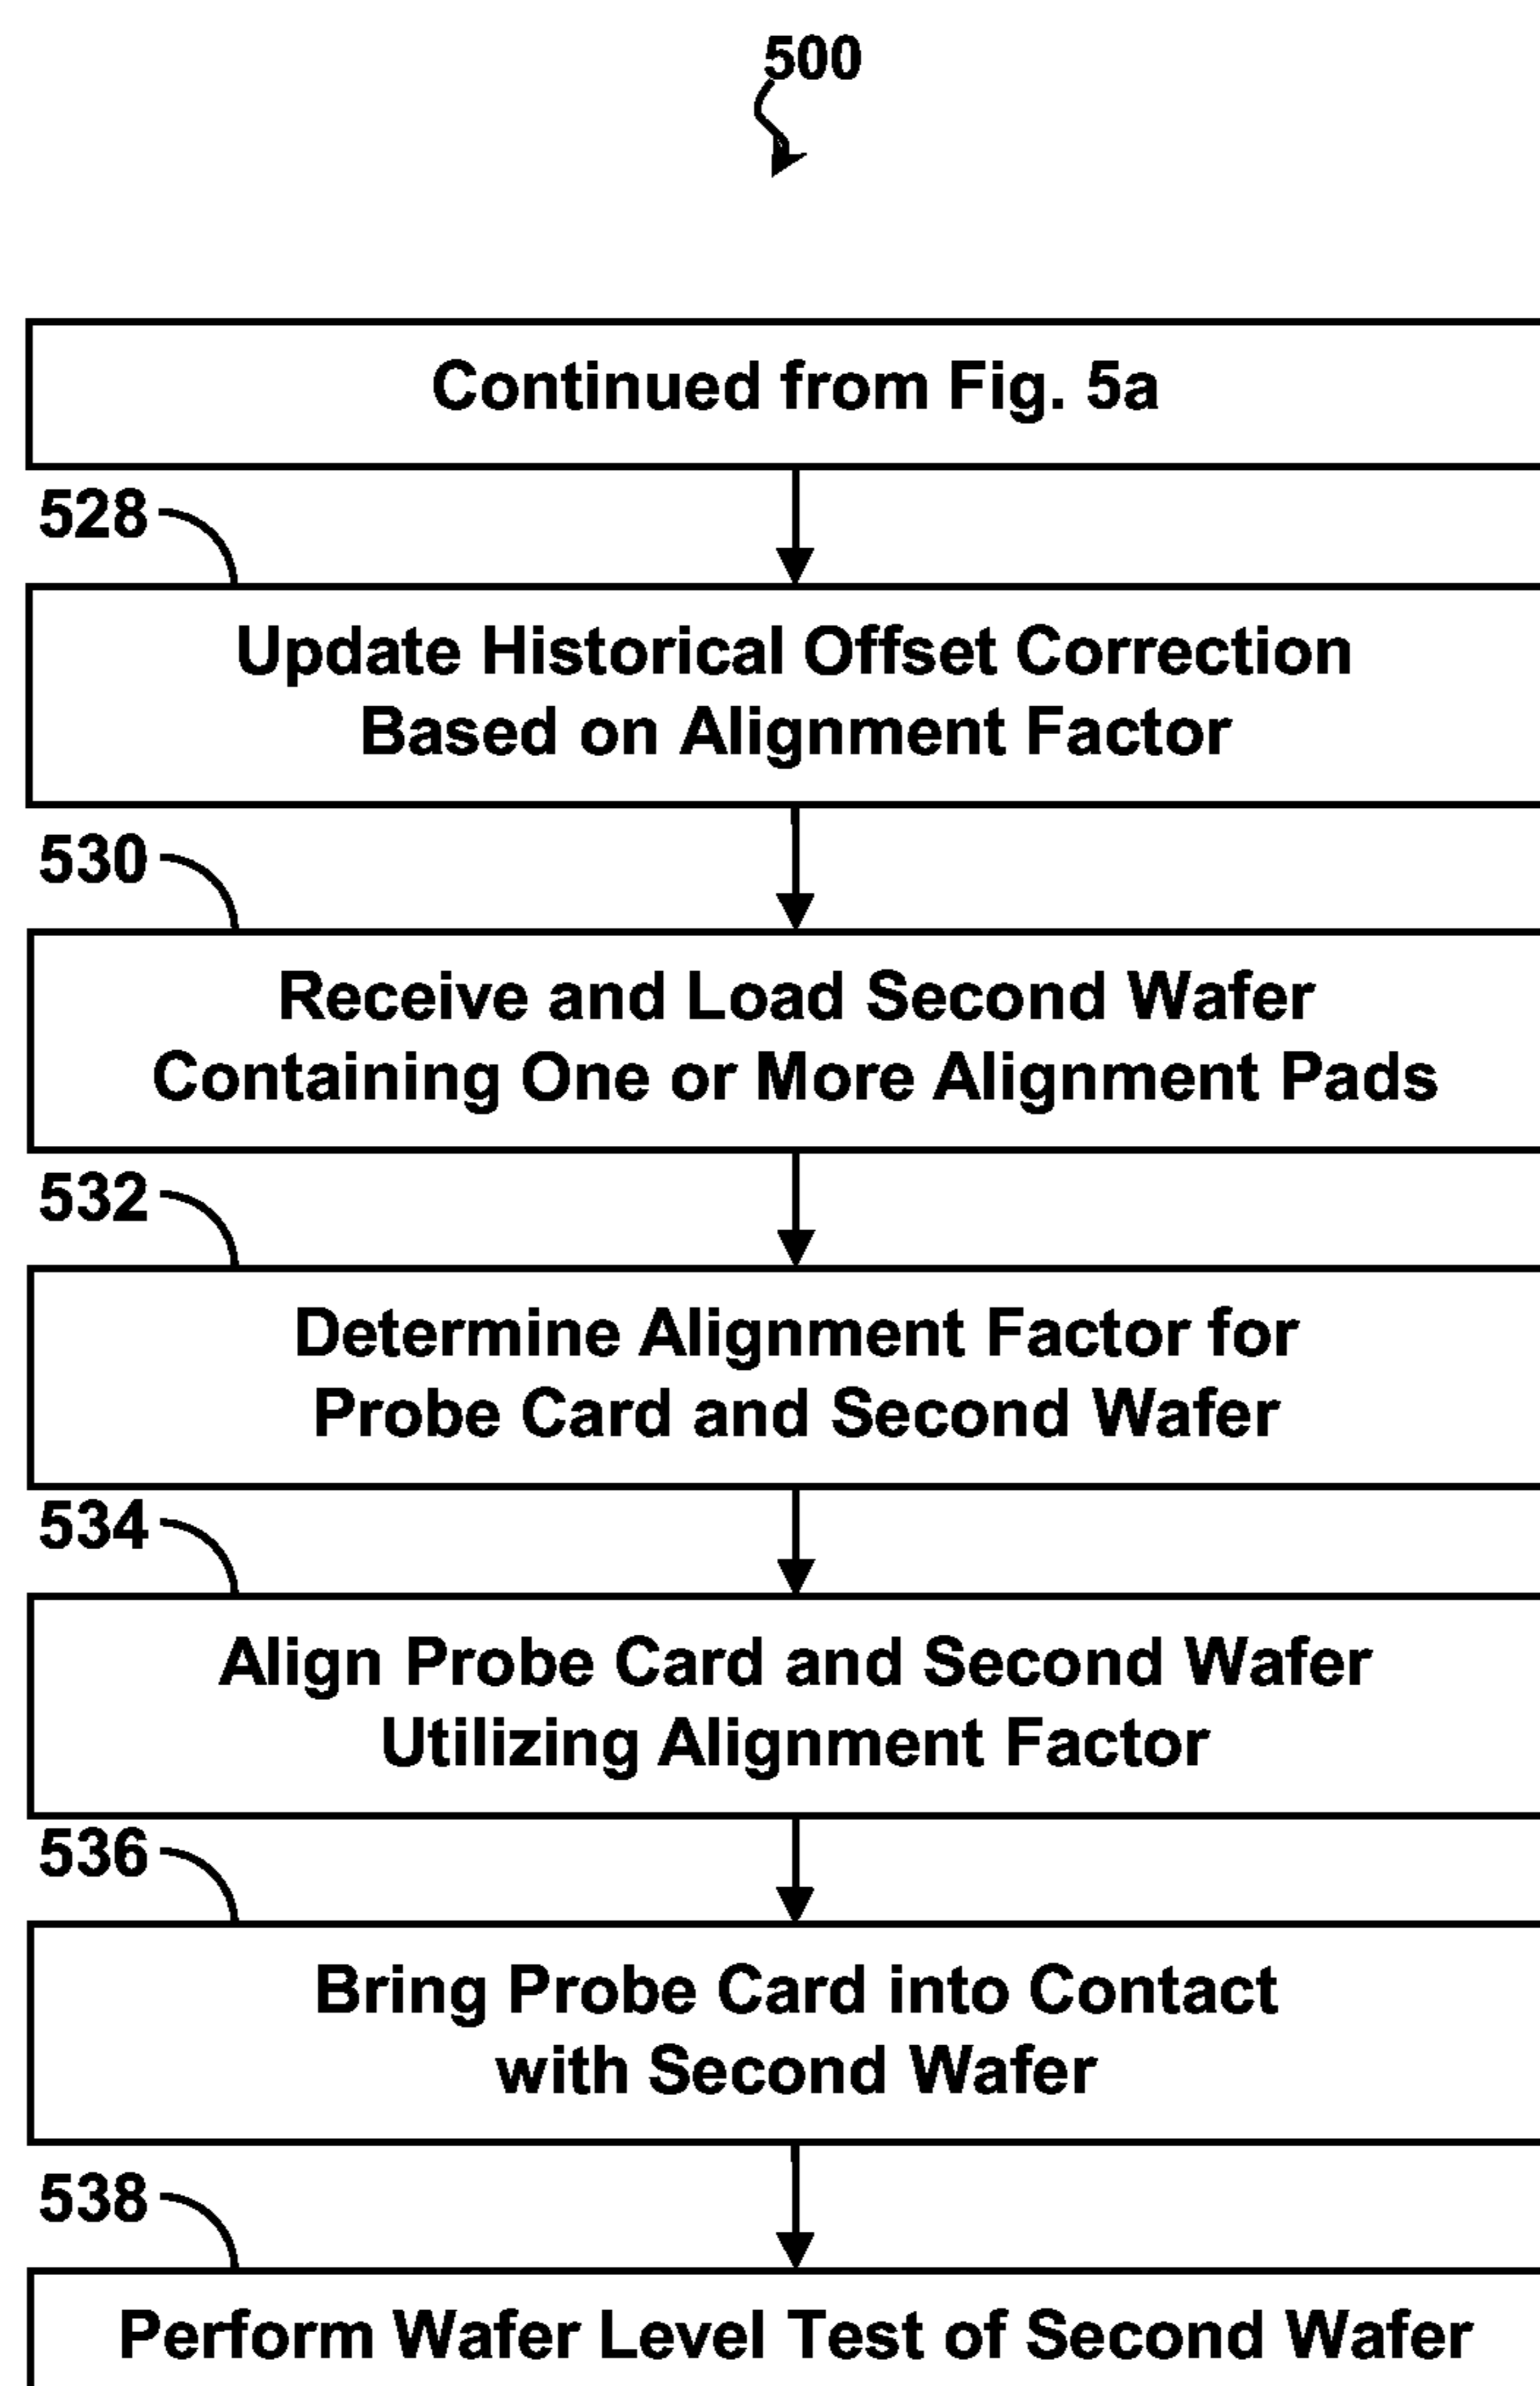 500
Continued from Fig. 5a
528
Update Historical Offset Correction
Based on Alignment Factor
530
Receive and Load Second Wafer
Containing One or More Alignment Pads
532
Determine Alignment Factor for
Probe Card and Second Wafer
534
Align Probe Card and Second Wafer
Utilizing Alignment Factor
536
Bring Probe Card into Contact
with Second Wafer
538
Perform Wafer Level Test of Second Wafer